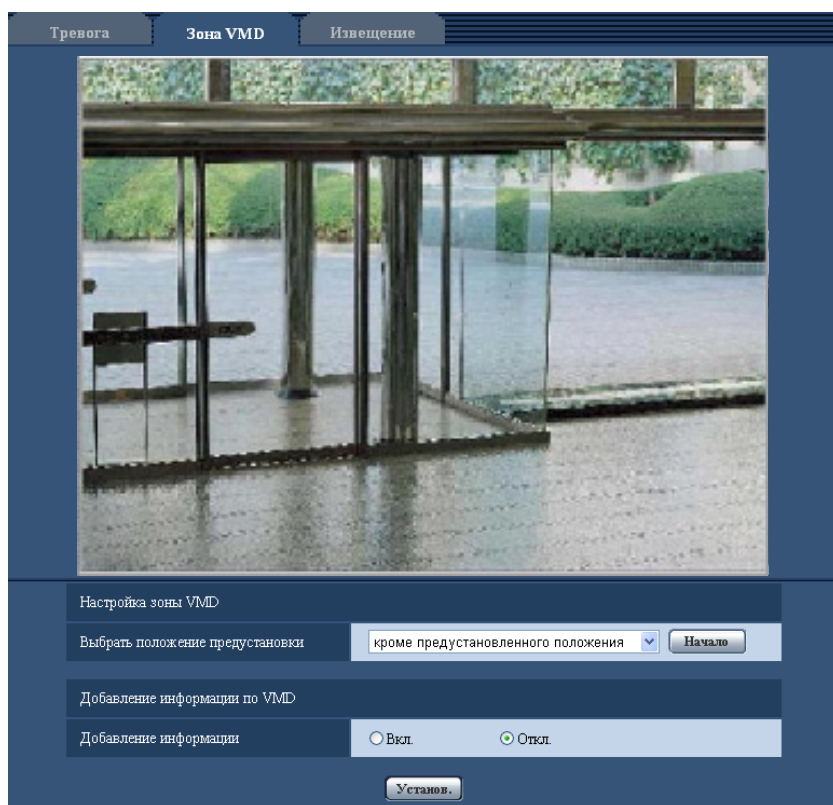 Тревога Зона VMD Извещение
Настройка зоны VMD
Выбрать положение предустановки кроме предустановленного положения Начало
Добавление информации по VMD
Добавление информации Вкл. Откл.
Установ.